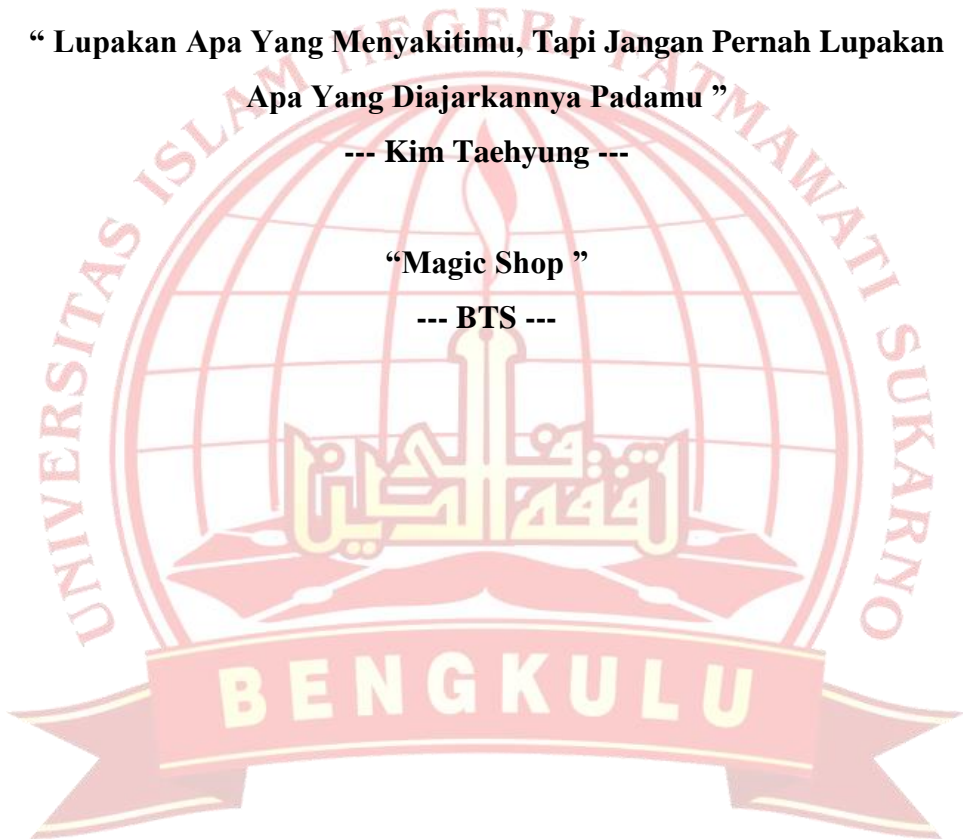 “ Lupakan Apa Yang Menyakitimu, Tapi Jangan Pernah Lupakan
Apa Yang Diajarkannya Padamu ”
--- Kim Taehyung ---
“Magic Shop ”
--- BTS ---
UNIVERSITAS ISLAM NEGERI FATMAWATI SUKARNO
BENGKULU